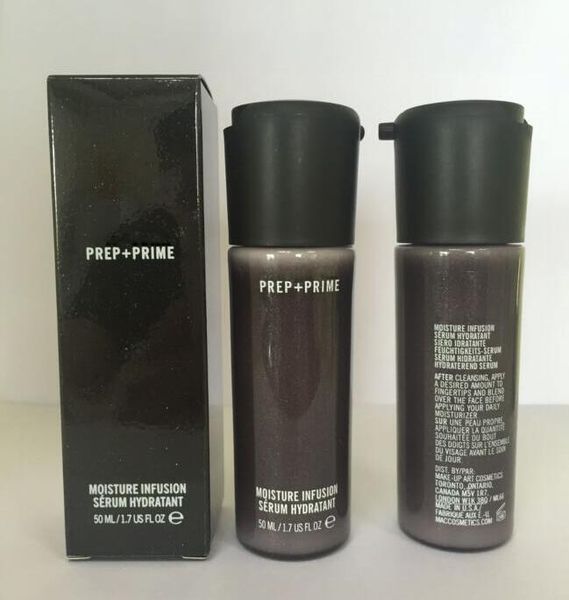 PREP+PRIME
MOISTURE INFUSION
SÉRUM HYDRATANT
50 ML / 1.7 US FL OZ e
PREP+PRIME
MOISTURE INFUSION
SÉRUM HYDRATANT
50 ML / 1.7 US FL OZ e
MOISTURE INFUSION
SÉRUM HYDRATANT
SIERO IDRATANTE
FEUCHTIGKEITS-SERUM
SÉRUM HIDRATANTE
HYDRATEREND SERUM
AFTER CLEANSING, APPLY
A DESIRED AMOUNT TO
FINGERTIPS AND BLEND
OVER THE FACE BEFORE
APPLYING YOUR DAILY
MOISTURIZER
SUR UNE PEAU PROPRE,
APPLIQUER LA QUANTITÉ
SOUHAITÉE DU BOUT
DES DOIGTS SUR L'ENSEMBLE
DU VISAGE AVANT LE SOIN
DE JOUR
DIST. BY/PAR:
MAKE-UP ART COSMETICS
TORONTO, ONTARIO,
CANADA M5V 1R7,
LONDON W1K 3BQ / MLAA
MADE IN U.S.A./
FABRIQUÉ AUX É.-U.
MACCOSMETICS.COM